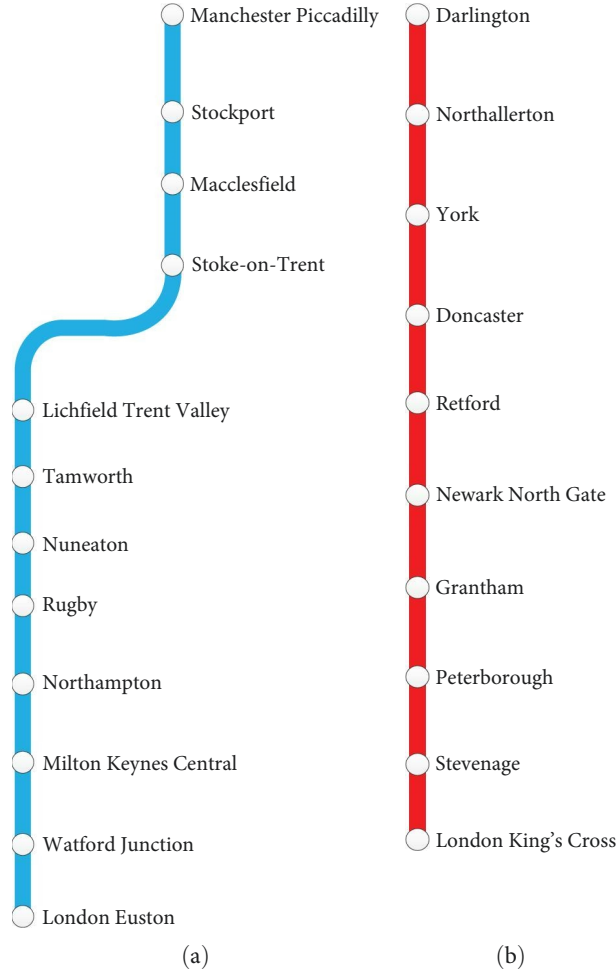 Manchester Piccadilly
Stockport
Macclesfield
Stoke-on-Trent
Lichfield Trent Valley
Tamworth
Nuneaton
Rugby
Northampton
Milton Keynes Central
Watford Junction
London Euston
(a)
Darlington
Northallerton
York
Doncaster
Retford
Newark North Gate
Grantham
Peterborough
Stevenage
London King’s Cross
(b)